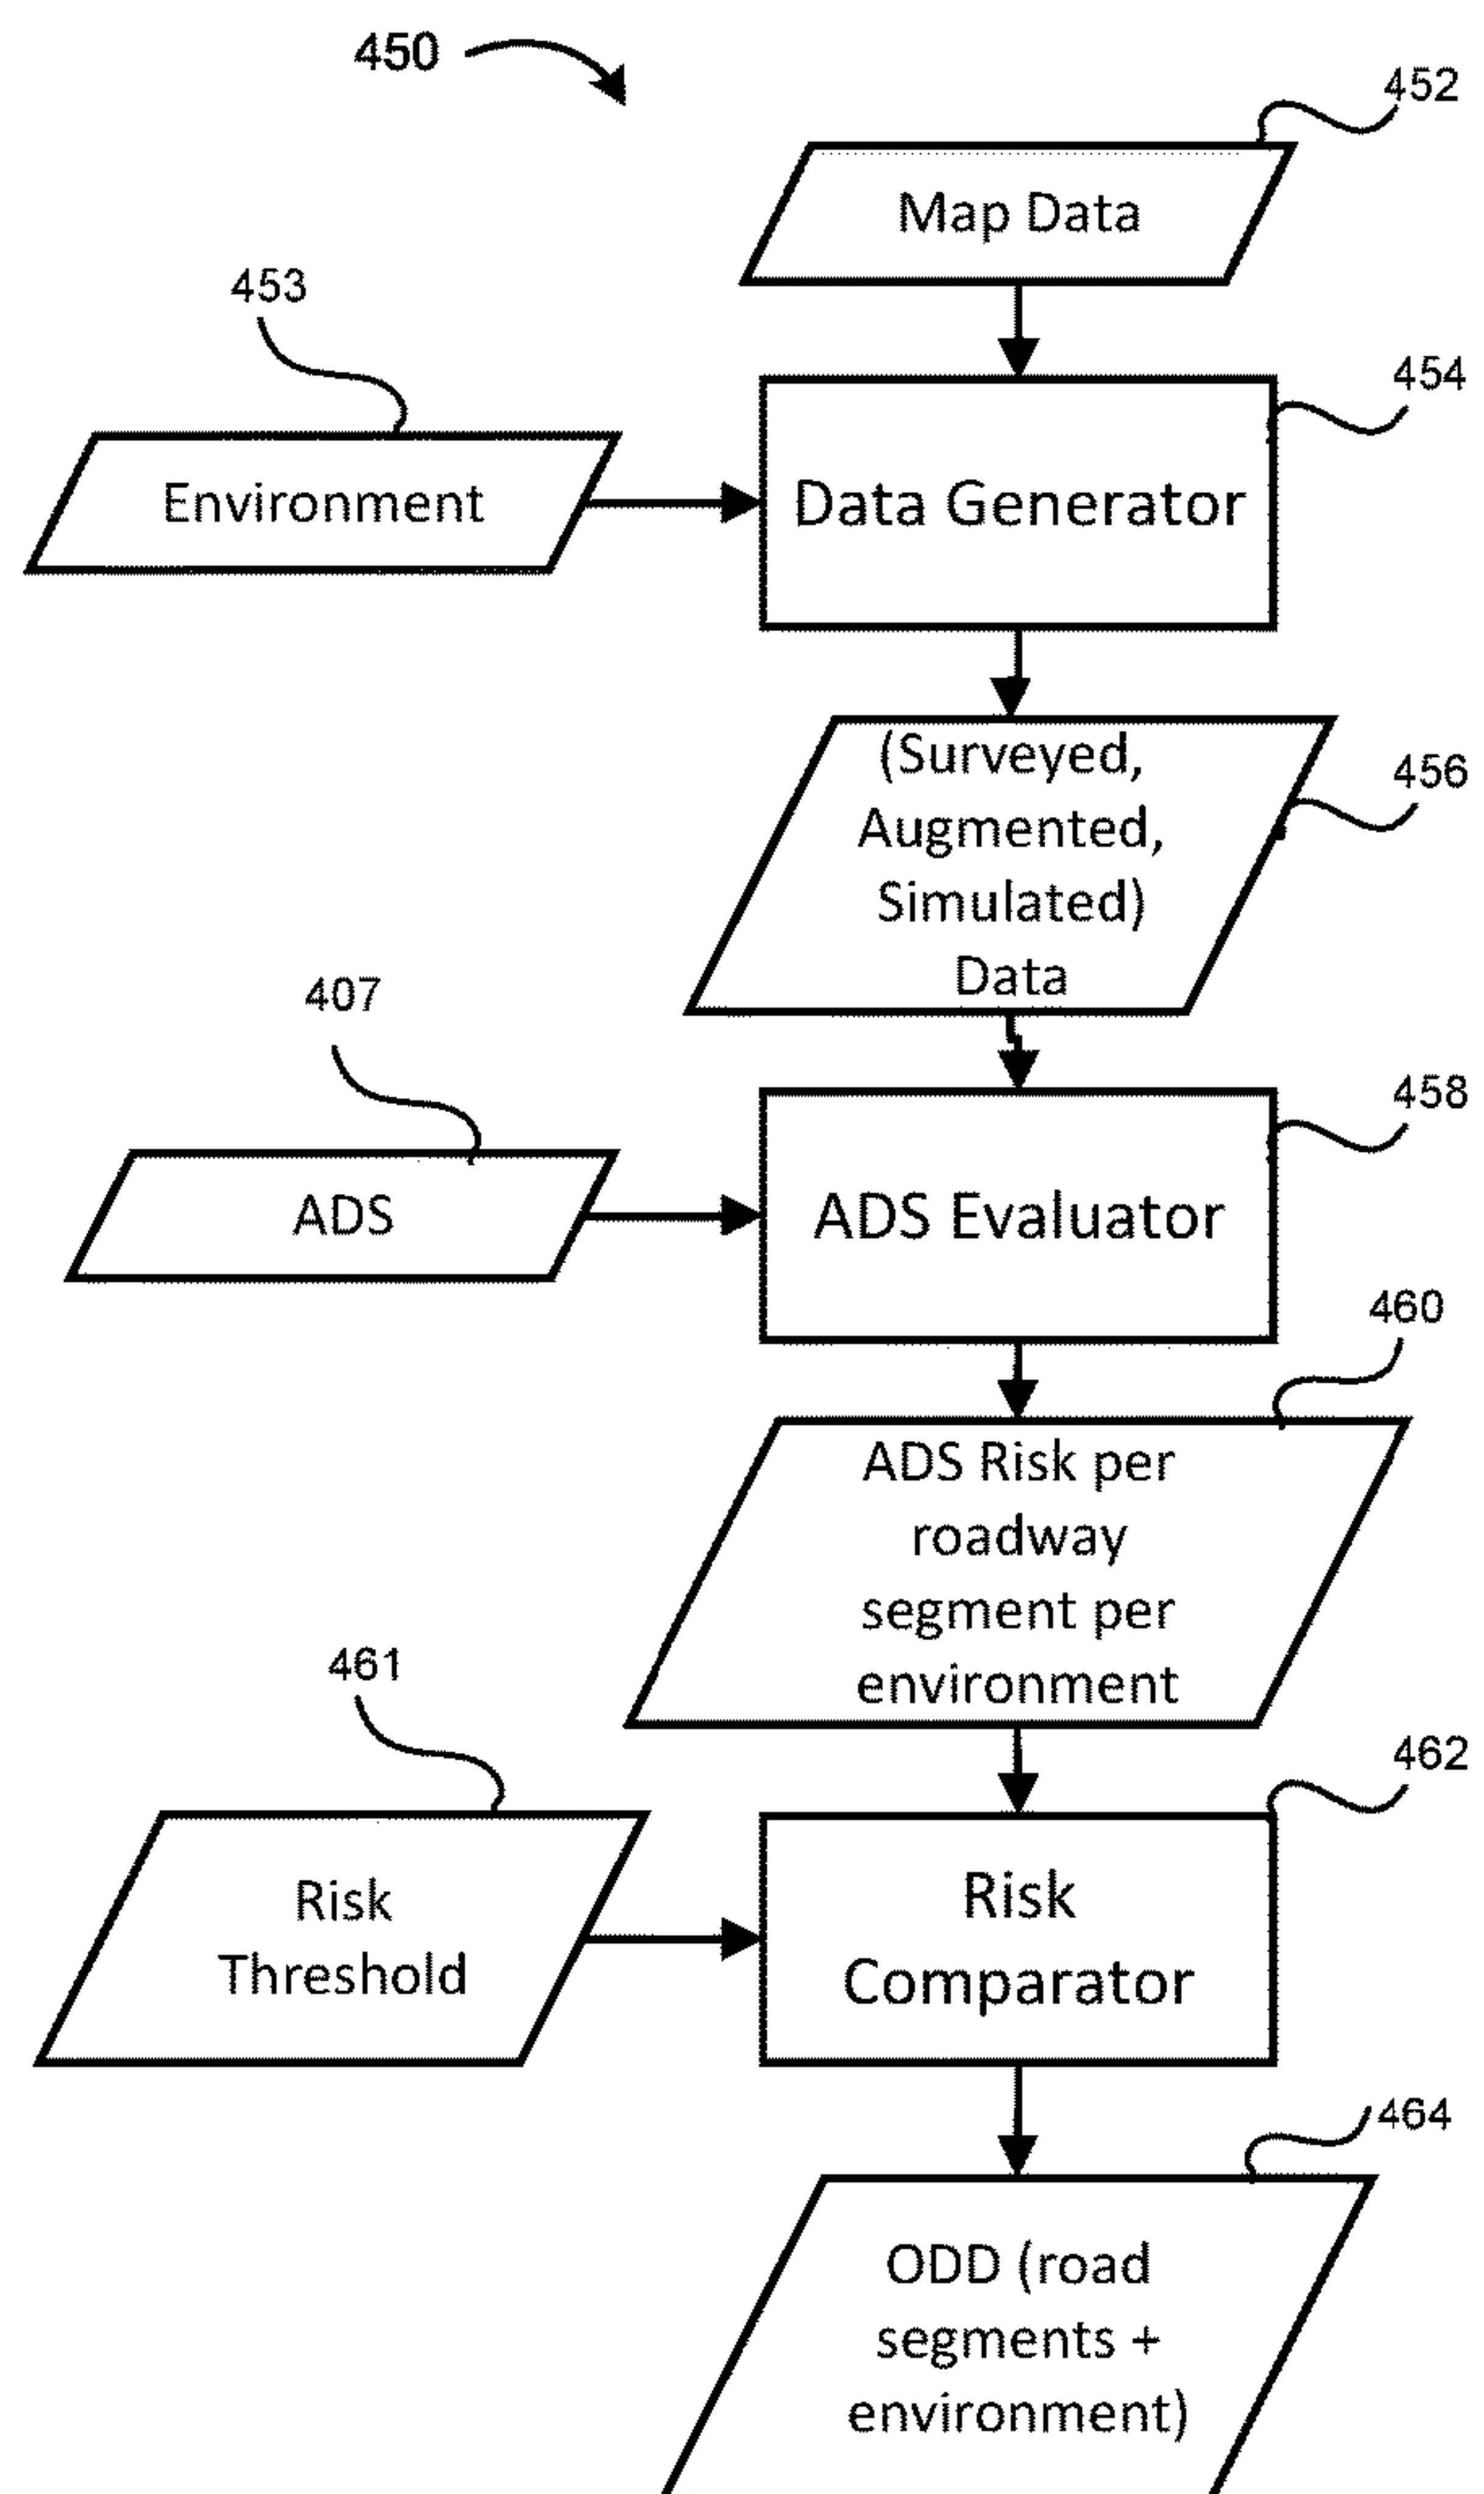 450
452
Map Data
453
454
Environment
Data Generator
(Surveyed,
Augmented,
Simulated)
Data
456
407
458
ADS
ADS Evaluator
460
ADS Risk per
roadway
segment per
environment
461
462
Risk
Threshold
Risk
Comparator
464
ODD (road
segments +
environment)